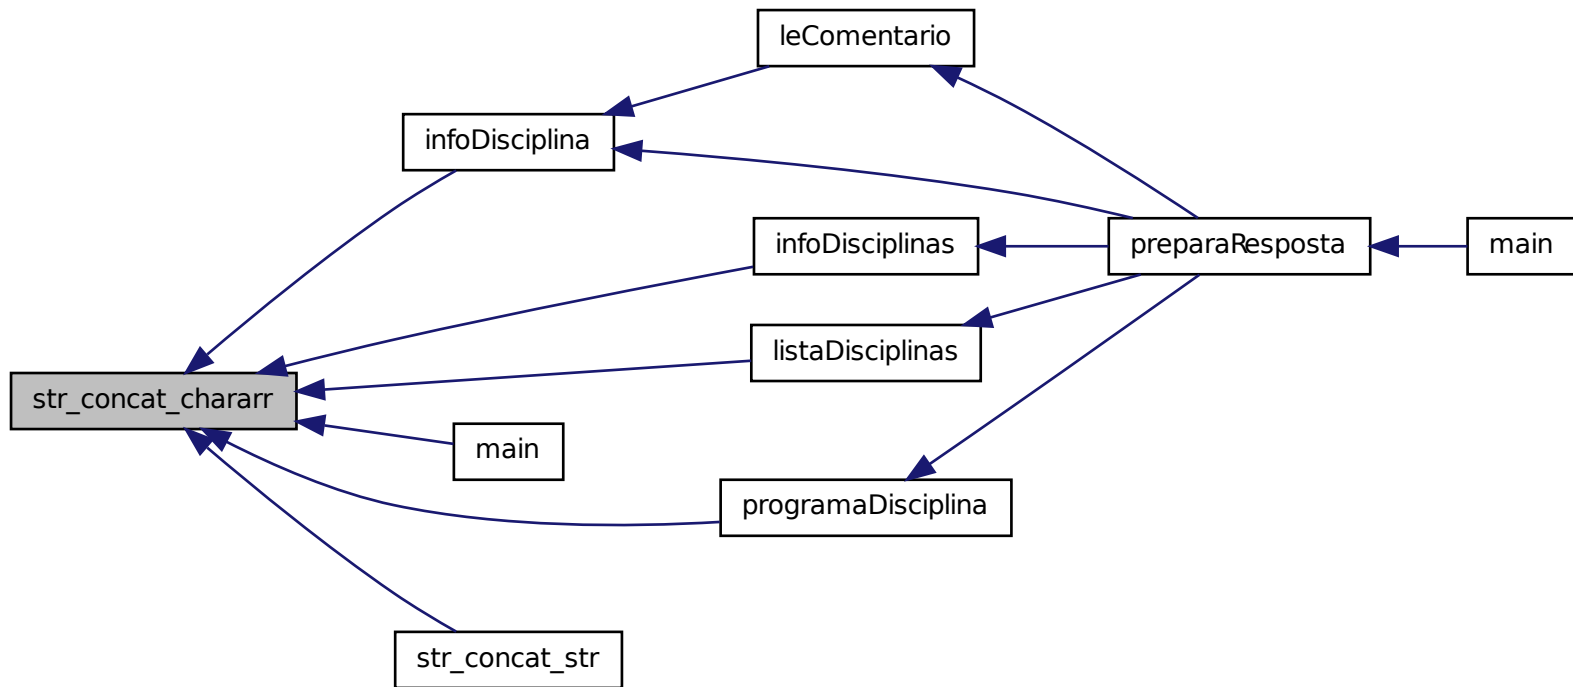 leComentario
infoDisciplina
infoDisciplinas
preparaResposta
main
listaDisciplinas
str_concat_chararr
main
programaDisciplina
str_concat_str